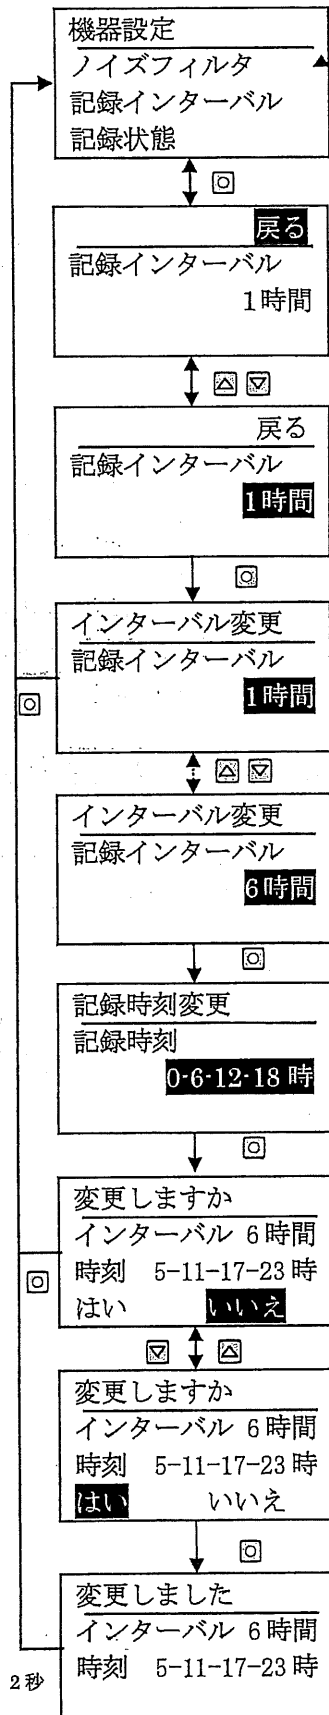 機器設定
ノイズフィルタ
記録インターバル
記録状態
戻る
記録インターバル
1時間
戻る
記録インターバル
1時間
インターバル変更
記録インターバル
1時間
インターバル変更
記録インターバル
6時間
記録時刻変更
記録時刻
0-6-12-18 時
変更しますか
インターバル 6時間
時刻 5-11-17-23 時
はい いいえ
変更しますか
インターバル 6時間
時刻 5-11-17-23 時
はい いいえ
変更しました
インターバル 6時間
時刻 5-11-17-23 時
2秒